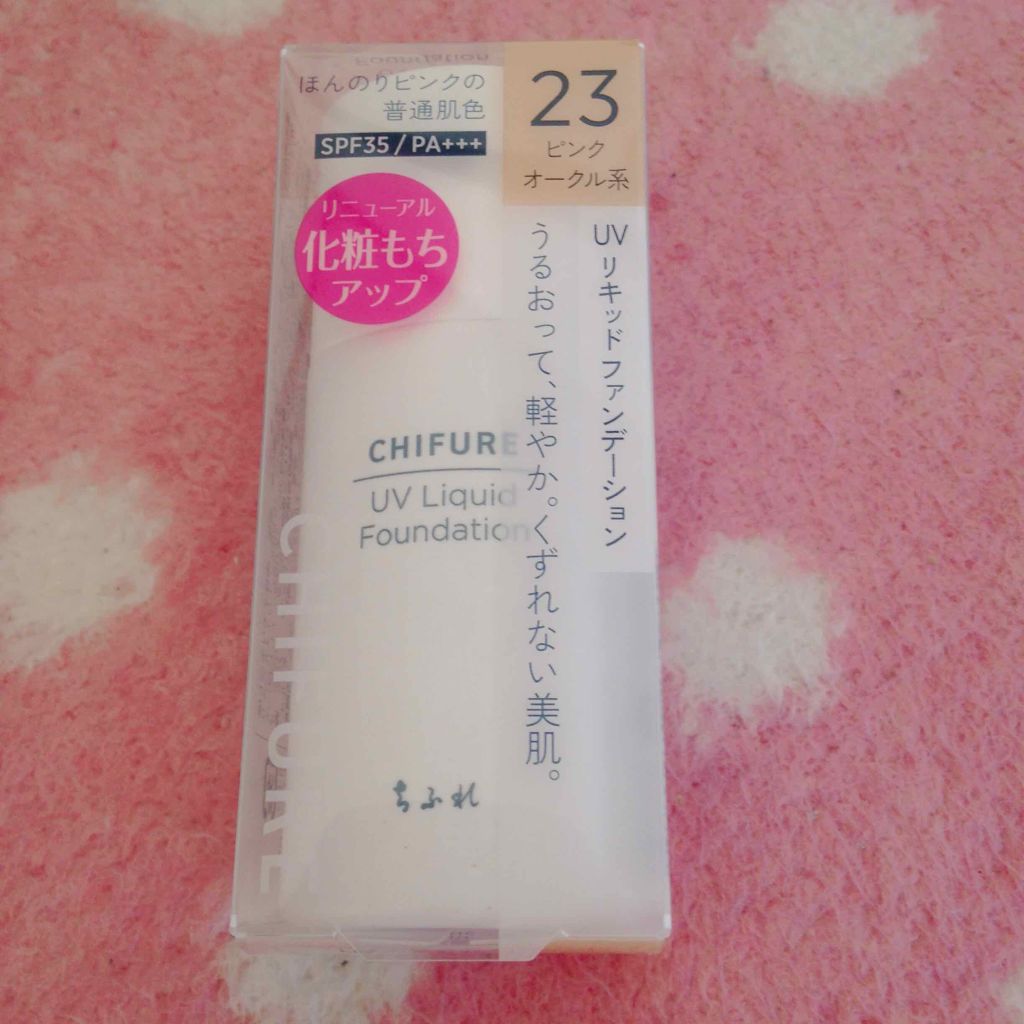 Foundation
ほんのりピンクの
普通肌色
SPF35 / PA+++
リニューアル
化粧もち
アップ
23
ピンク
オークル系
UV リキッド ファンデーション
うるおって、軽やか。くずれない美肌。
CHIFURE
UV Liquid
Foundation
CHIFURE
ちふれ